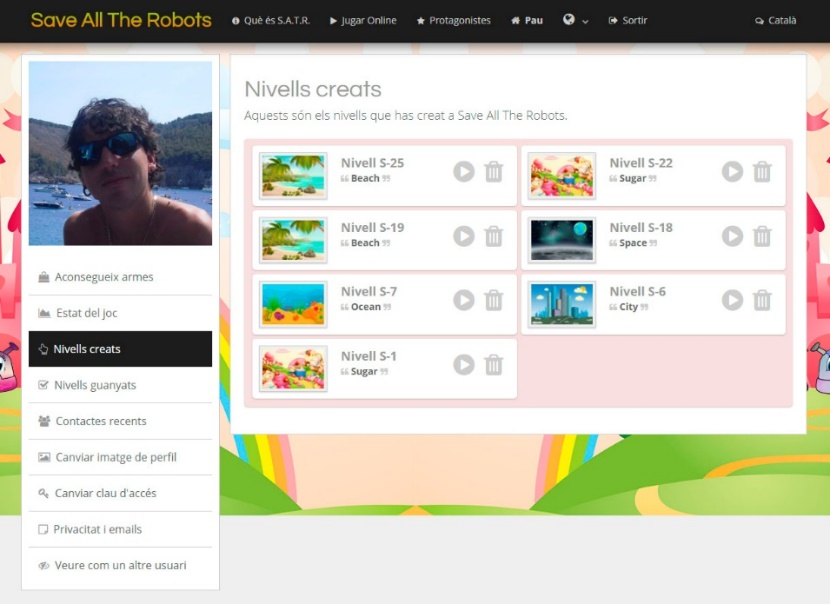 Save All The Robots
Què és S.A.T.R.
Jugar Online
Protagonistes
Pau
Sortir
Català
Aconsegueix armes
Estat del joc
Nivells creats
Nivells guanyats
Contactes recents
Canviar imatge de perfil
Canviar clau d'accés
Privacitat i emails
Veure com un altre usuari
Nivells creats
Aquests són els nivells que has creat a Save All The Robots.
Nivell S-25
“ Beach ”
Nivell S-22
“ Sugar ”
Nivell S-19
“ Beach ”
Nivell S-18
“ Space ”
Nivell S-7
“ Ocean ”
Nivell S-6
“ City ”
Nivell S-1
“ Sugar ”